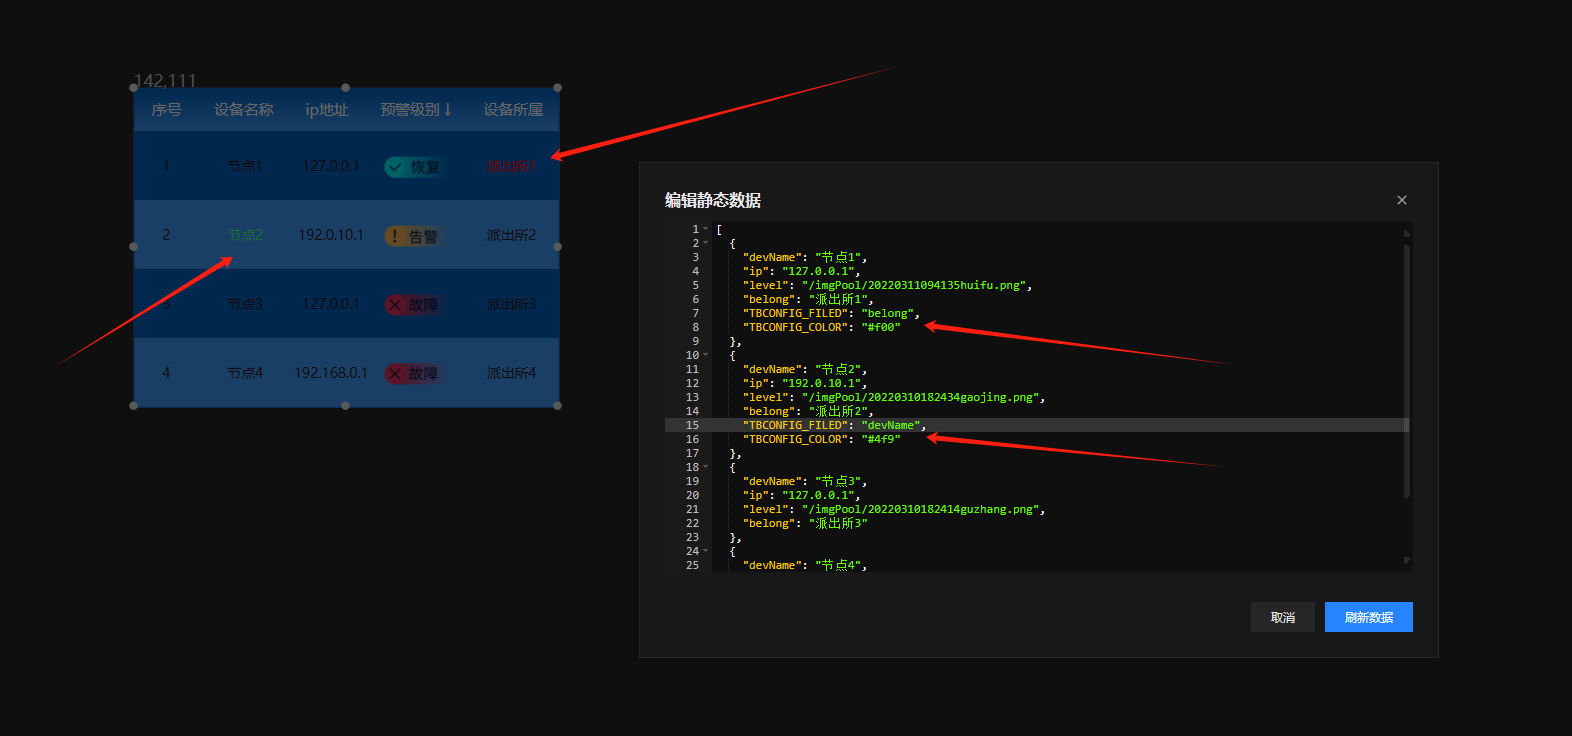 142,111
序号 设备名称 ip地址 预警级别↓ 设备所属
1 节点1 127.0.0.1 恢复 派出所1
2 节点2 192.0.10.1 告警 派出所2
3 节点3 127.0.0.1 故障 派出所3
4 节点4 192.168.0.1 故障 派出所4
编辑静态数据 ×
1 [
2 {
3 "devName": "节点1",
4 "ip": "127.0.0.1",
5 "level": "/imgPool/20220311094135huifu.png",
6 "belong": "派出所1",
7 "TBCONFIG_FILED": "belong",
8 "TBCONFIG_COLOR": "#f00"
9 },
10 {
11 "devName": "节点2",
12 "ip": "192.0.10.1",
13 "level": "/imgPool/20220310182434gaojing.png",
14 "belong": "派出所2",
15 "TBCONFIG_FILED": "devName",
16 "TBCONFIG_COLOR": "#4f9"
17 },
18 {
19 "devName": "节点3",
20 "ip": "127.0.0.1",
21 "level": "/imgPool/20220310182414guzhang.png",
22 "belong": "派出所3"
23 },
24 {
25 "devName": "节点4",
取消 刷新数据